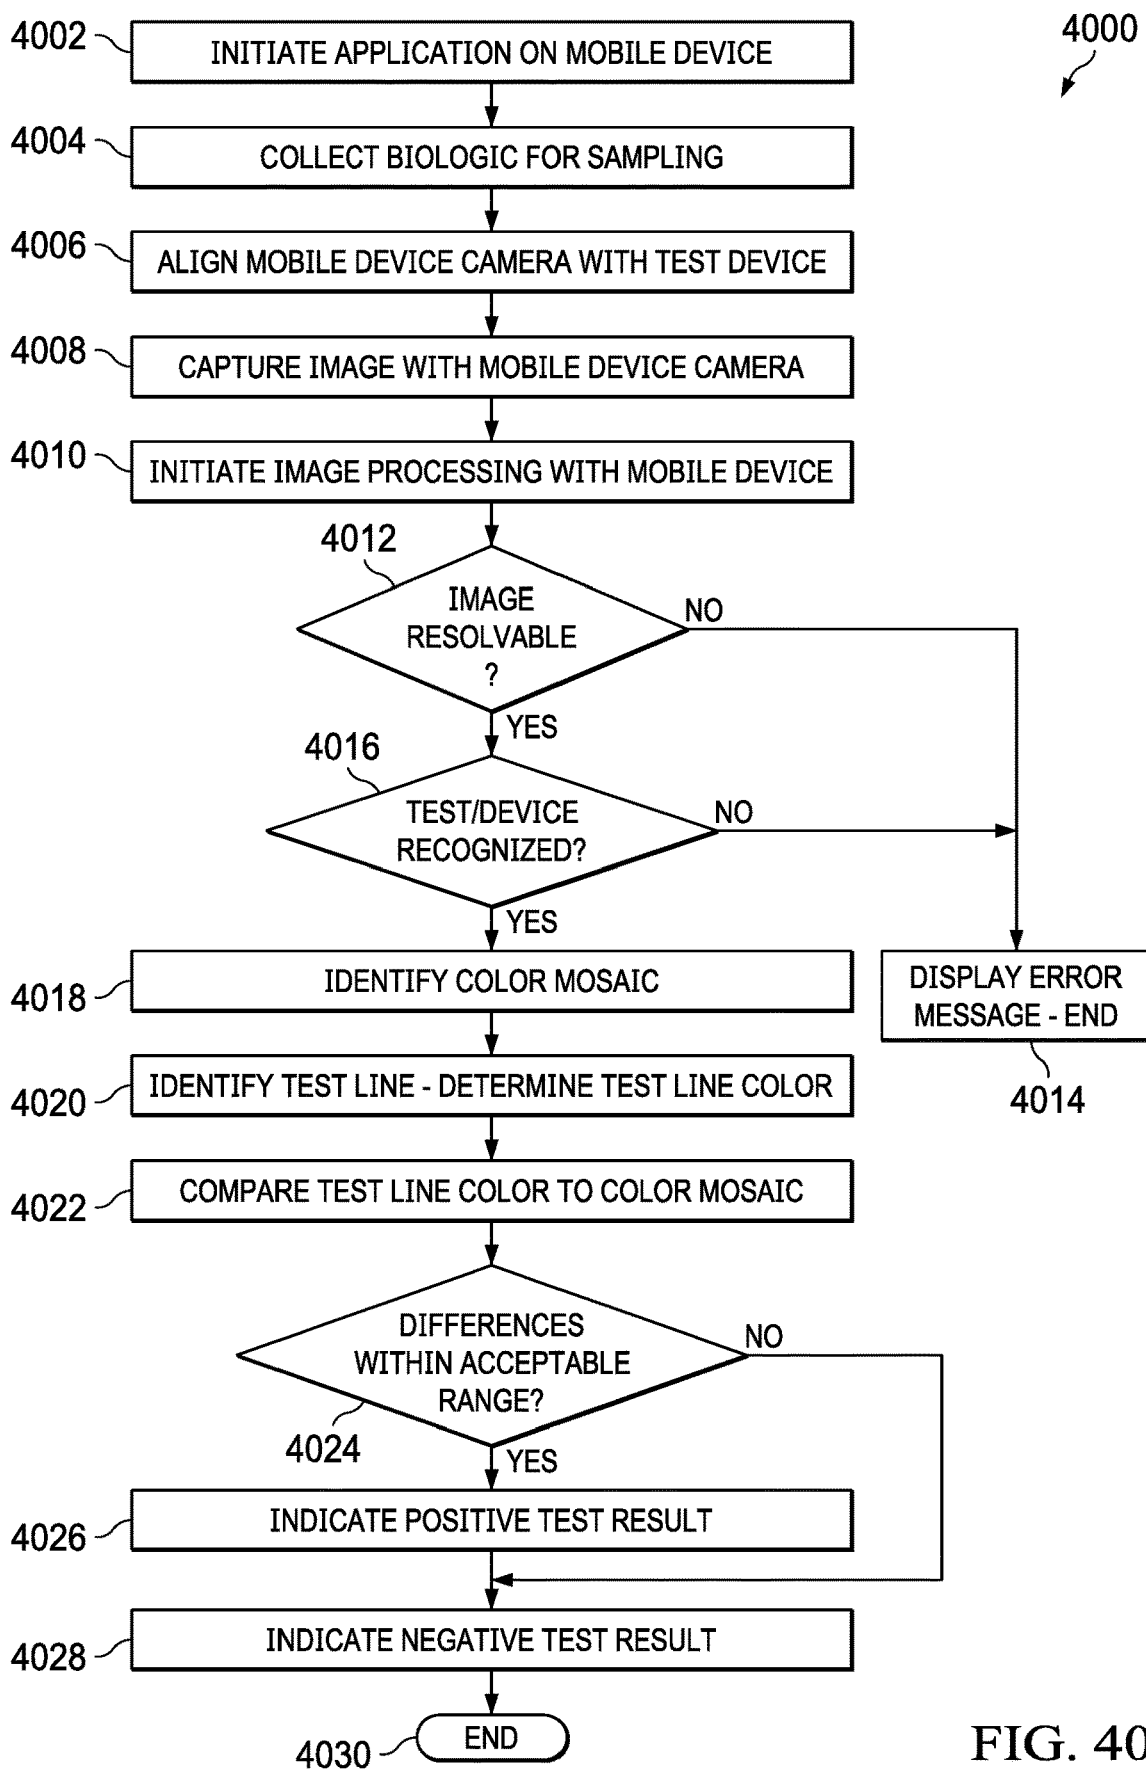 4000
4002
INITIATE APPLICATION ON MOBILE DEVICE
4004
COLLECT BIOLOGIC FOR SAMPLING
4006
ALIGN MOBILE DEVICE CAMERA WITH TEST DEVICE
4008
CAPTURE IMAGE WITH MOBILE DEVICE CAMERA
4010
INITIATE IMAGE PROCESSING WITH MOBILE DEVICE
4012
IMAGE
RESOLVABLE
?
NO
YES
4016
TEST/DEVICE
RECOGNIZED?
NO
YES
4018
IDENTIFY COLOR MOSAIC
DISPLAY ERROR
MESSAGE - END
4014
4020
IDENTIFY TEST LINE - DETERMINE TEST LINE COLOR
4022
COMPARE TEST LINE COLOR TO COLOR MOSAIC
DIFFERENCES
WITHIN ACCEPTABLE
RANGE?
NO
4024
YES
4026
INDICATE POSITIVE TEST RESULT
4028
INDICATE NEGATIVE TEST RESULT
4030
END
FIG. 40